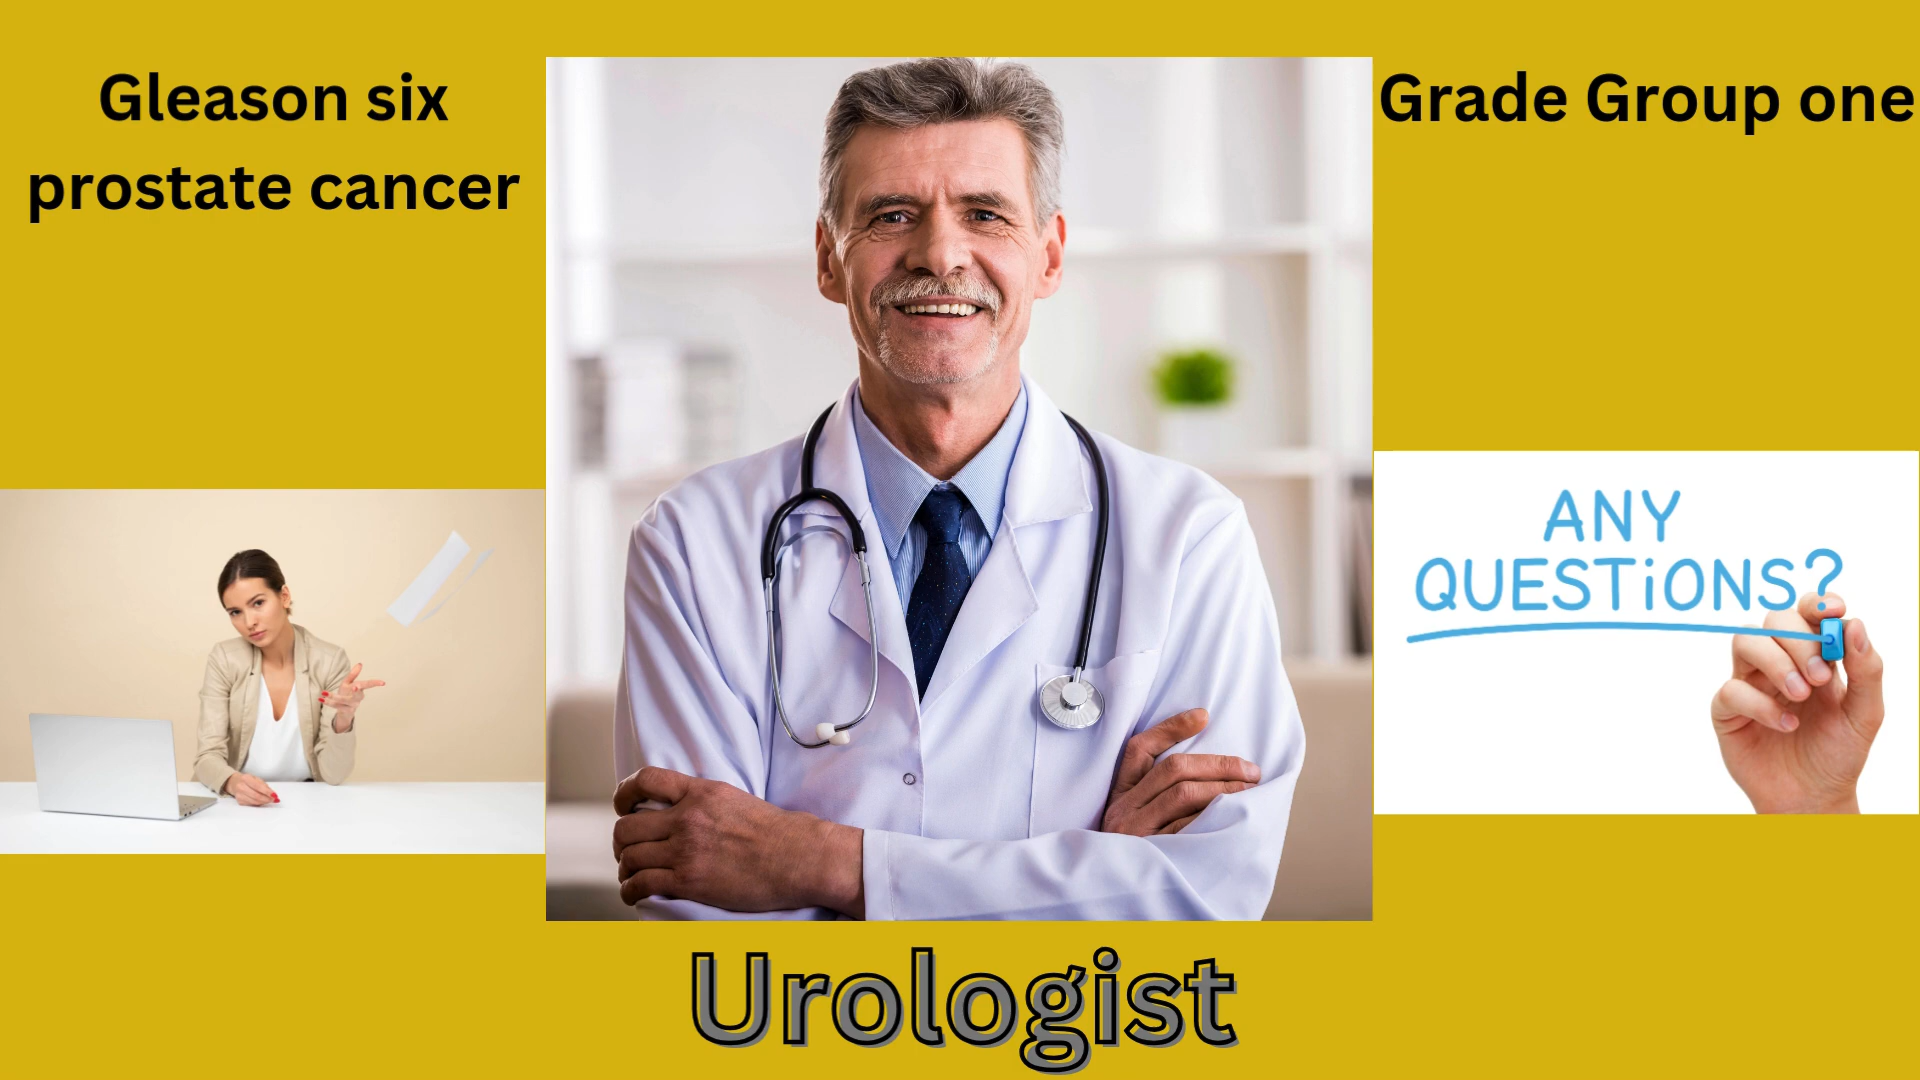 Gleason six
prostate cancer
Grade Group one
ANY
QUESTiONS?
Urologist